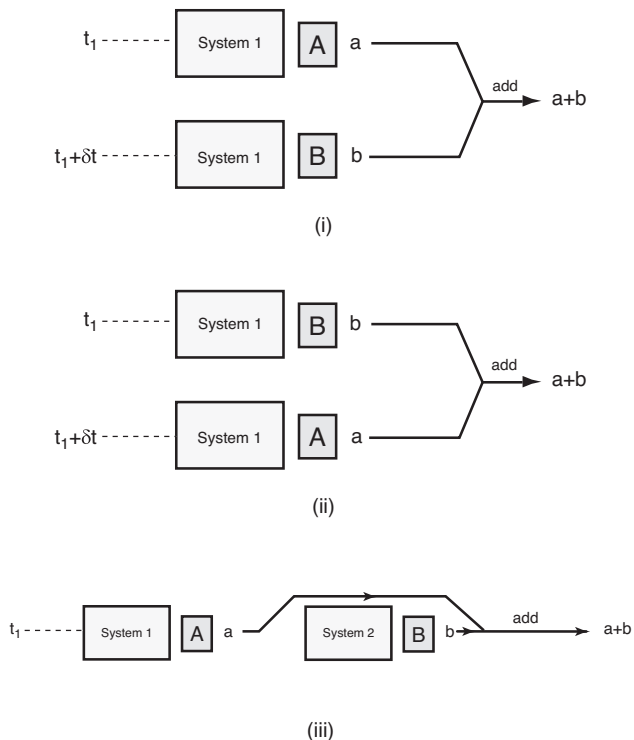 t₁ System 1 A a
add a+b
t₁+δt System 1 B b
(i)
t₁ System 1 B b
add a+b
t₁+δt System 1 A a
(ii)
t₁ System 1 A a System 2 B b add a+b
(iii)